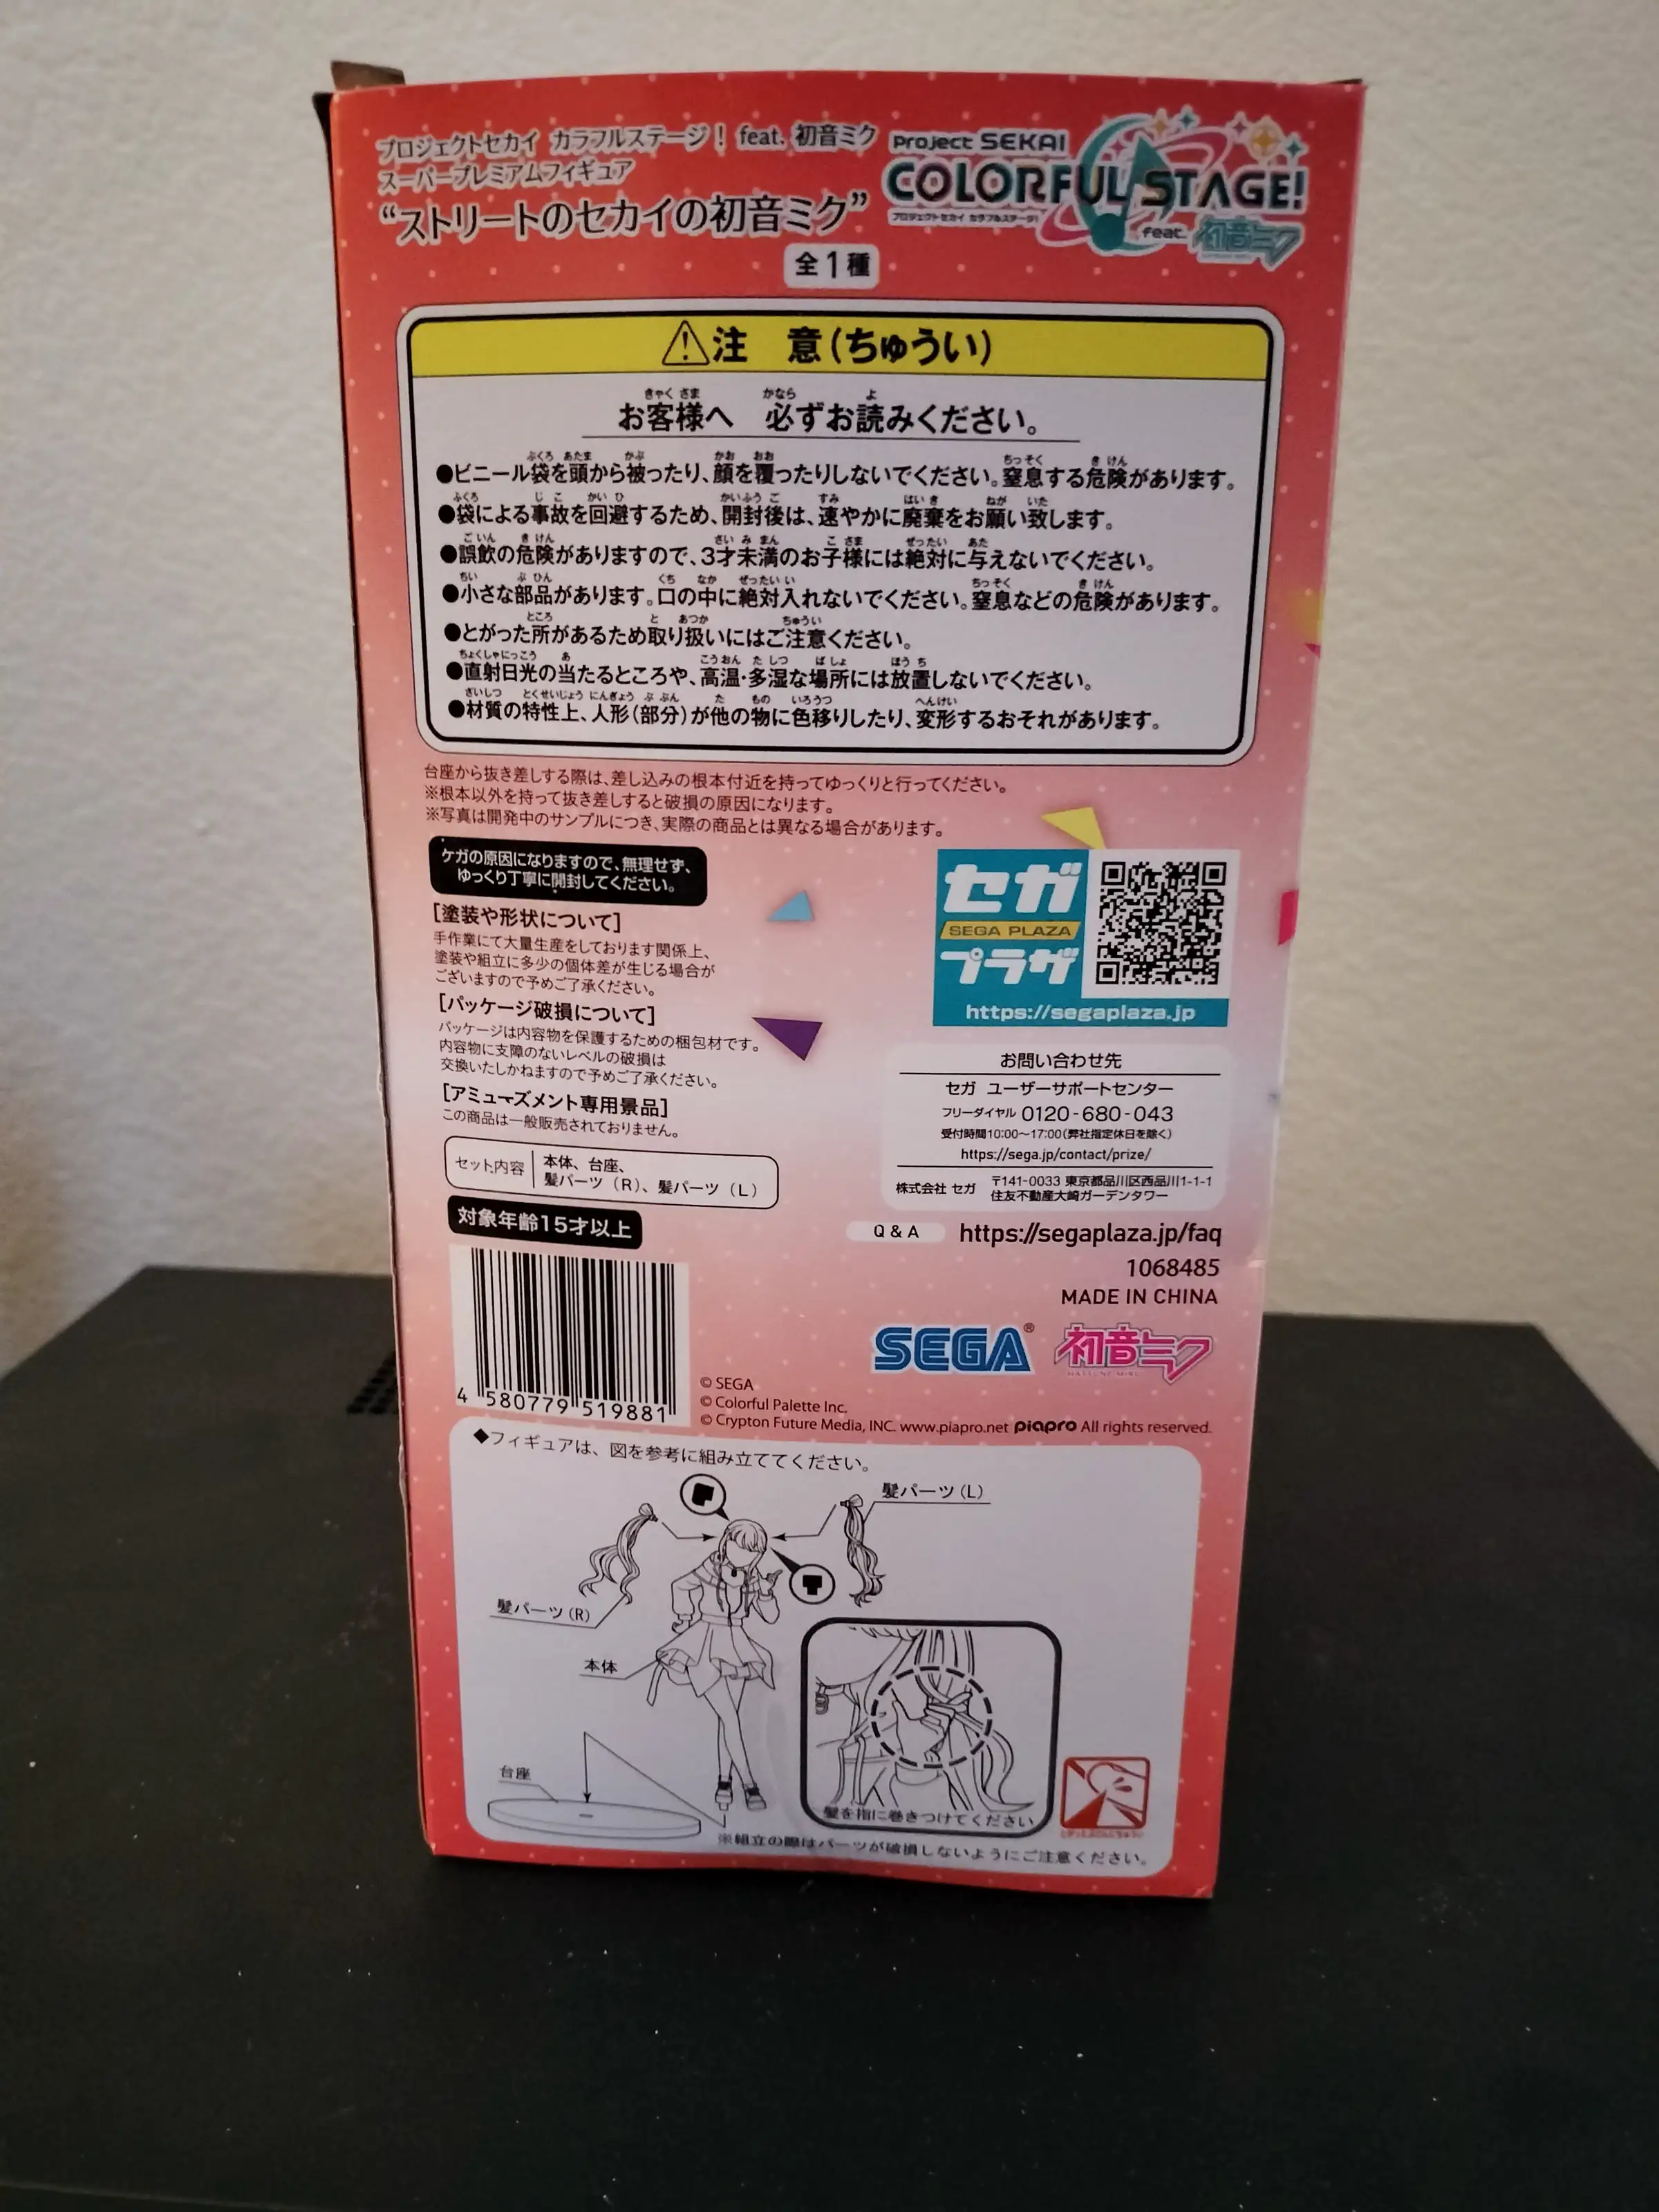 プロジェクトセカイ カラフルステージ! feat. 初音ミク
スーパープレミアムフィギュア
“ストリートのセカイの初音ミク”
Project SEKAI
COLORFUL STAGE!
プロジェクトセカイ カラフルステージ!
feat. 初音ミク
全1種
⚠注 意(ちゅうい)
お客様へ 必ずお読みください。
●ビニール袋を頭から被ったり、顔を覆ったりしないでください。窒息する危険があります。
●袋による事故を回避するため、開封後は、速やかに廃棄をお願い致します。
●誤飲の危険がありますので、3才未満のお子様には絶対に与えないでください。
●小さな部品があります。口の中に絶対入れないでください。窒息などの危険があります。
●とがった所があるため取り扱いにはご注意ください。
●直射日光の当たるところや、高温・多湿な場所には放置しないでください。
●材質の特性上、人形(部分)が他の物に色移りしたり、変形するおそれがあります。
台座から抜き差しする際は、差し込みの根本付近を持ってゆっくりと行ってください。
※根本以外を持って抜き差しすると破損の原因になります。
※写真は開発中のサンプルにつき、実際の商品とは異なる場合があります。
ケガの原因になりますので、無理せず、
ゆっくり丁寧に開封してください。
[塗装や形状について]
手作業にて大量生産をしております関係上、
塗装や組立に多少の個体差が生じる場合が
ございますので予めご了承ください。
[パッケージ破損について]
パッケージは内容物を保護するための梱包材です。
内容物に支障のないレベルの破損は
交換いたしかねますので予めご了承ください。
[アミューズメント専用景品]
この商品は一般販売されておりません。
セット内容 本体、台座、
髪パーツ(R)、髪パーツ(L)
対象年齢15才以上
4 580779 519881
セガ
SEGA PLAZA
プラザ
https://segaplaza.jp
お問い合わせ先
セガ ユーザーサポートセンター
フリーダイヤル 0120-680-043
受付時間10:00〜17:00(弊社指定休日を除く)
https://sega.jp/contact/prize/
株式会社 セガ 〒141-0033 東京都品川区西品川1-1-1
住友不動産大崎ガーデンタワー
Q & A https://segaplaza.jp/faq
1068485
MADE IN CHINA
SEGA®
初音ミク
HATSUNE MIKU
© SEGA
© Colorful Palette Inc.
© Crypton Future Media, INC. www.piapro.net piapro All rights reserved.
◆フィギュアは、図を参考に組み立ててください。
髪パーツ(L)
髪パーツ(R)
本体
台座
髪を指に巻きつけてください
※組立の際はパーツが破損しないようにご注意ください。